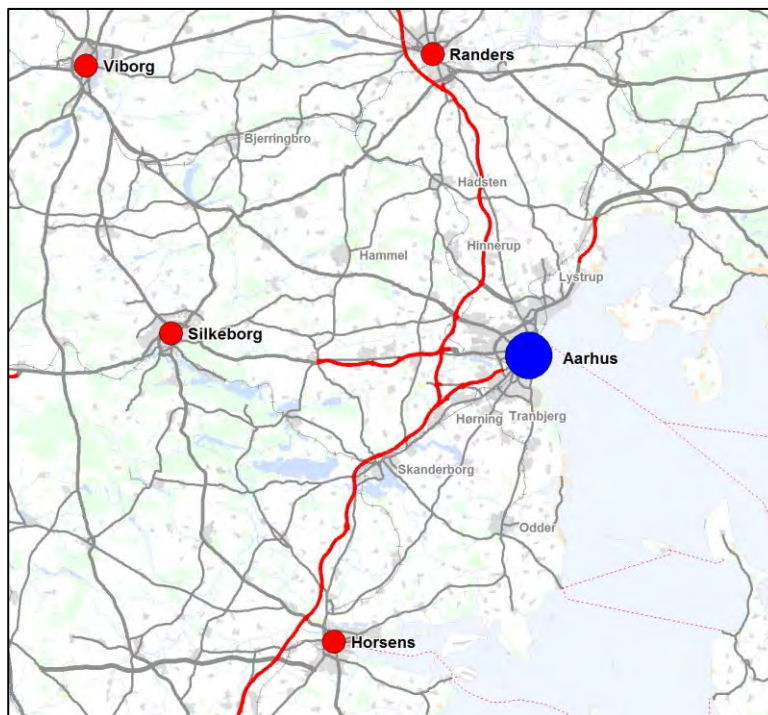 Viborg
Randers
Bjerringbro
Hadsten
Hinnerup
Hammel
Lystrup
Silkeborg
Aarhus
Hørning
Tranbjerg
Skanderborg
Odder
Horsens